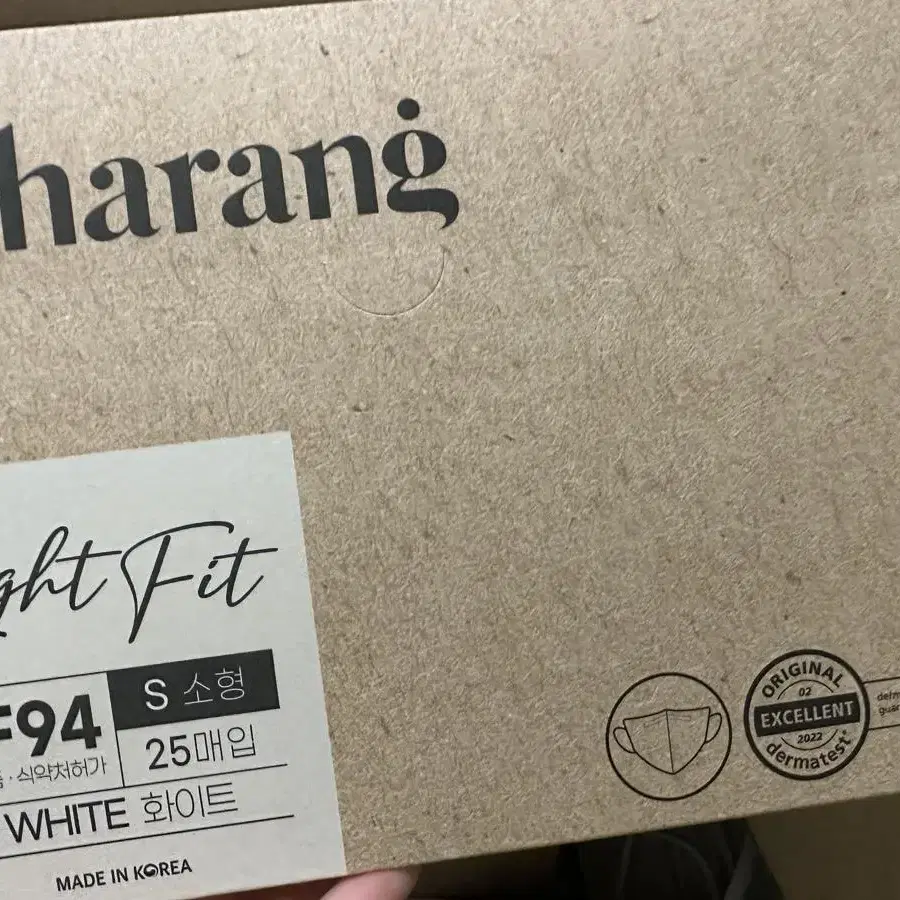 harang
ght Fit
F94
S 소형
25매입
·식약처허가
WHITE 화이트
MADE IN KOREA
ORIGINAL
02
EXCELLENT
2022
dermatest®
guar